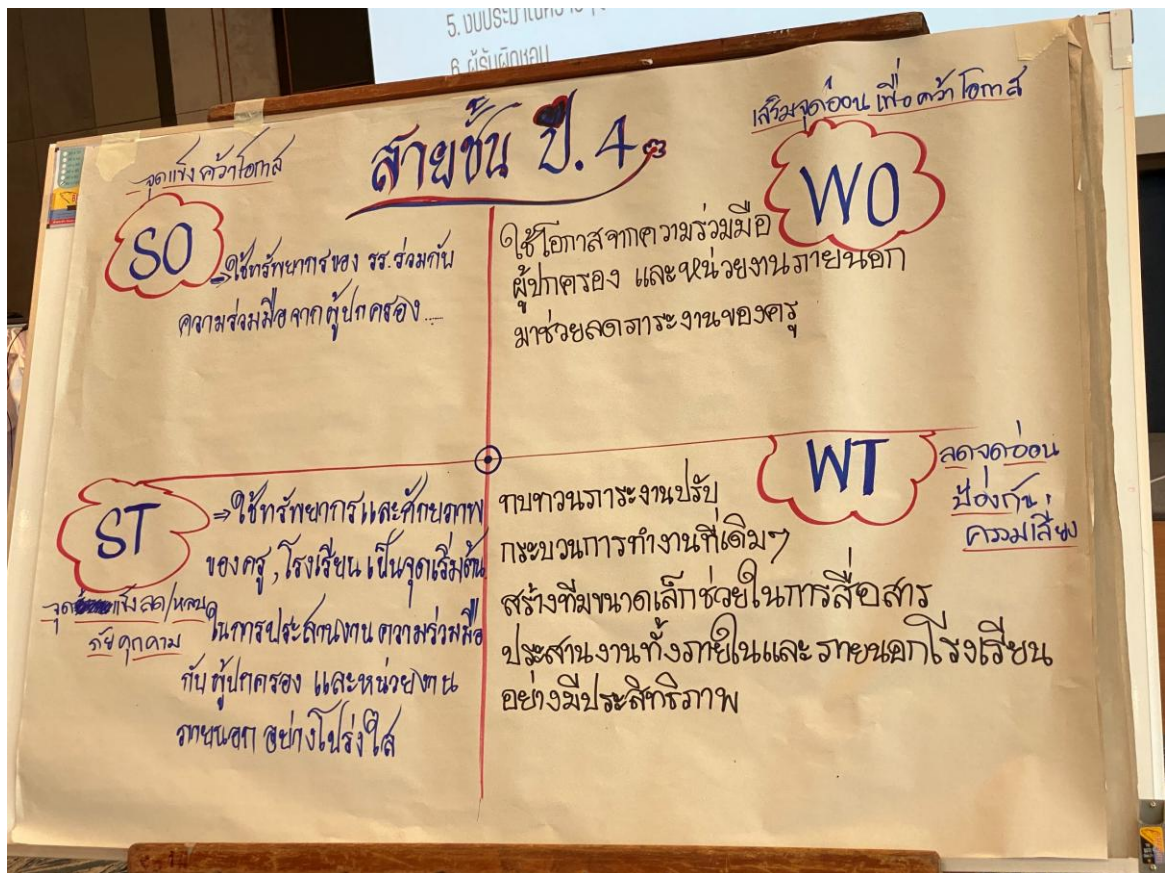 5. งบประมาณ
6. ผู้รับผิดชอบ
สายชั้น ปี.4
จุดแข็ง คว้าโอกาส
SO
⇒ใช้ทรัพยากรของ รร.ร่วมกับ
ความร่วมมือจากผู้ปกครอง...
เสริมจุดอ่อน เพื่อคว้าโอกาส
WO
ใช้โอกาสจากความร่วมมือ
ผู้ปกครอง และหน่วยงานภายนอก
มาช่วยลดภาระงานของครู
ST
จุดแข็ง ลด/หลบ
ภัยคุกคาม
⇒ใช้ทรัพยากรและศักยภาพ
ของครู,โรงเรียน เป็นจุดเริ่มต้น
ในการประสานงาน ความร่วมมือ
กับผู้ปกครอง และหน่วยงาน
ภายนอก อย่างโปร่งใส
WT
ลดจุดอ่อน
ป้องกัน
ความเสี่ยง
ทบทวนภาระงานปรับ
กระบวนการทำงานที่เดิมๆ
สร้างทีมขนาดเล็กช่วยในการสื่อสาร
ประสานงานทั้งภายในและภายนอกโรงเรียน
อย่างมีประสิทธิภาพ